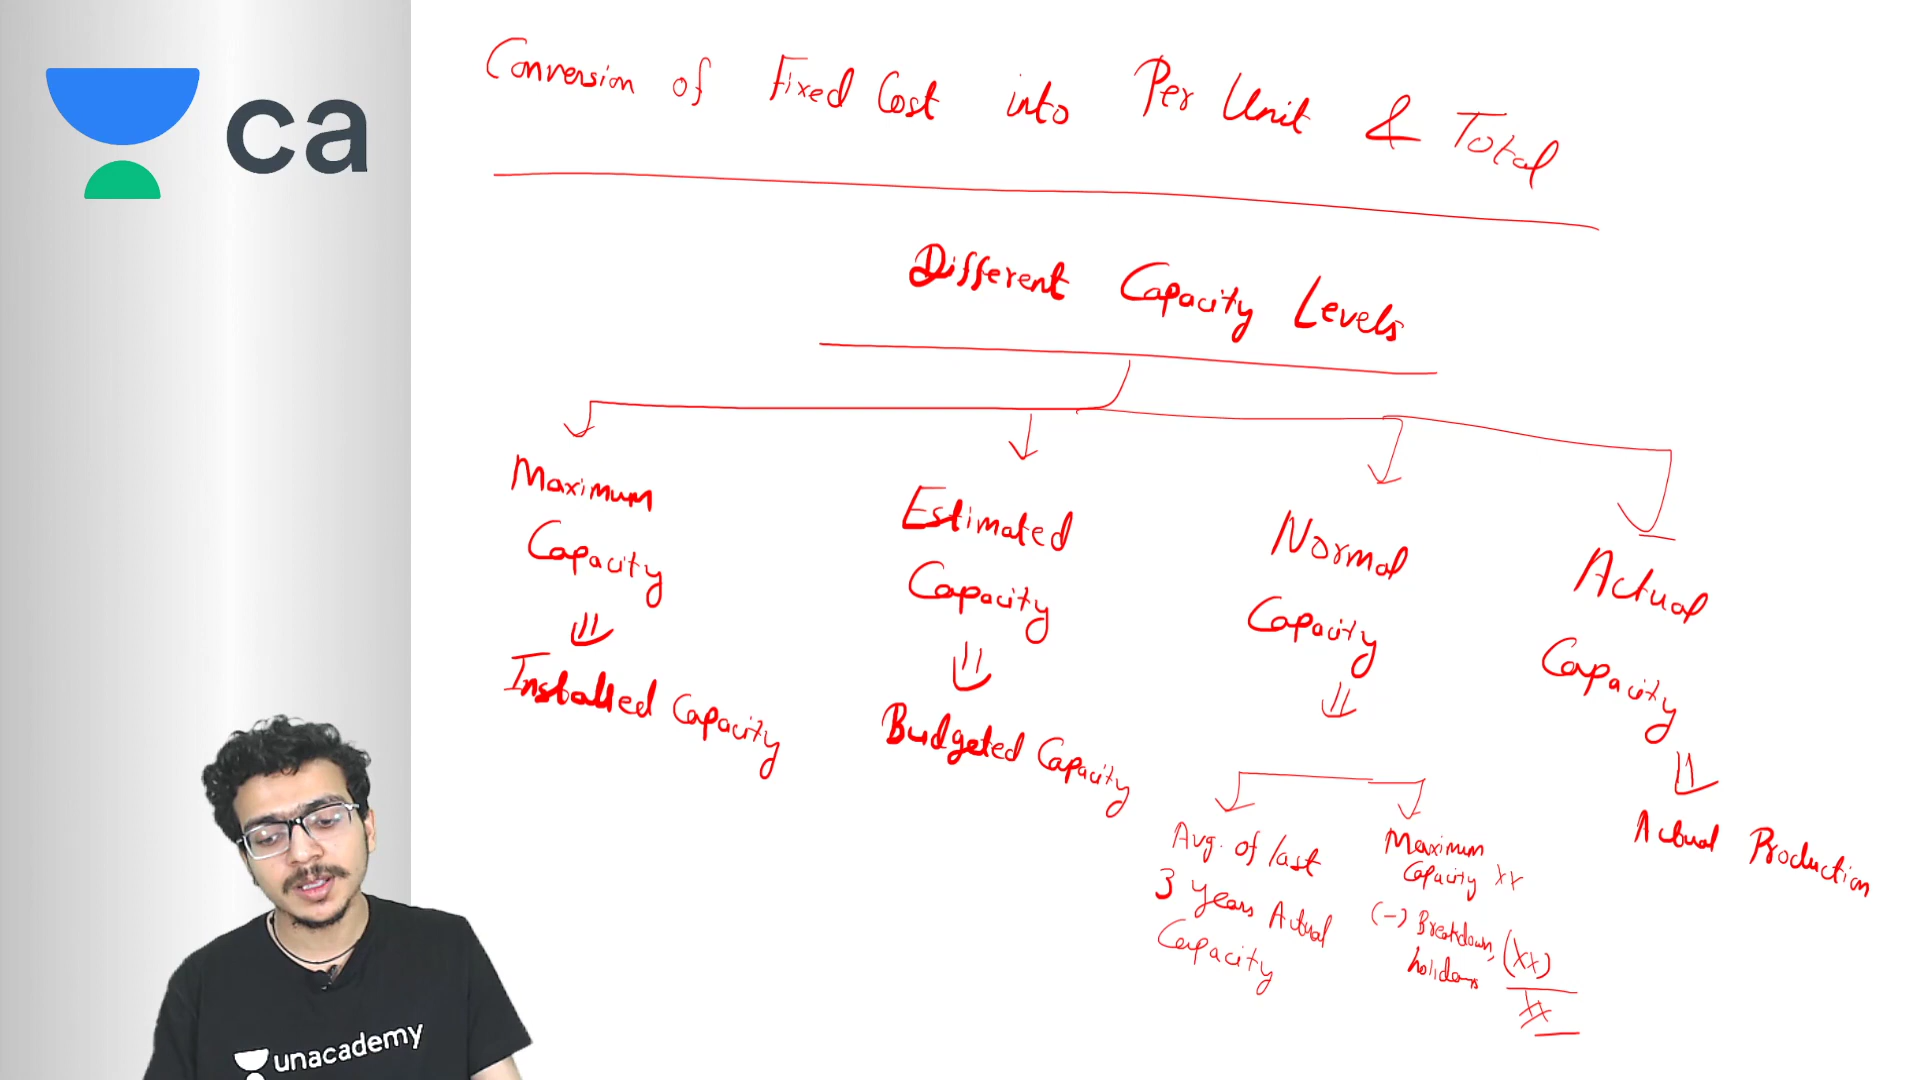 ca
Conversion of Fixed Cost into Per Unit & Total
Different Capacity Levels
Maximum
Capacity
Installed Capacity
Estimated
Capacity
Budgeted Capacity
Normal
Capacity
Avg. of last
3 years Actual
Capacity
Maximum
Capacity XX
(-) Breakdown,
holidays (XX)
XX
Actual
Capacity
Actual Production
unacademy